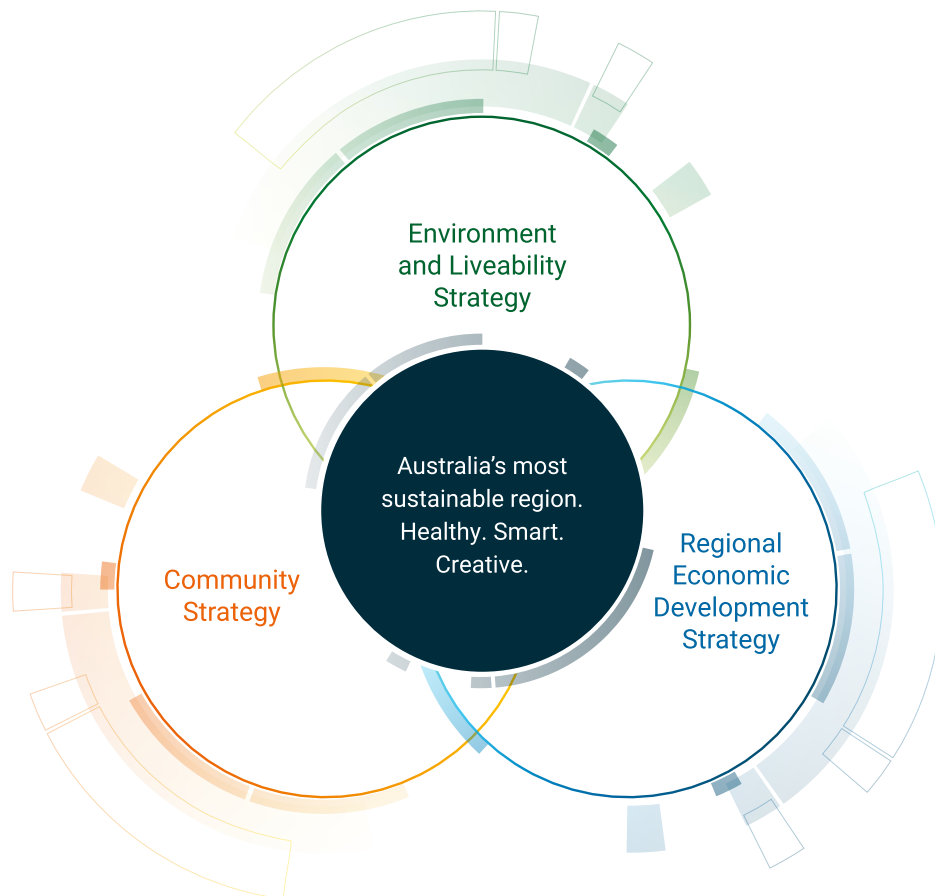 Environment
and Liveability
Strategy
Australia’s most
sustainable region.
Healthy. Smart.
Creative.
Regional
Economic
Development
Strategy
Community
Strategy